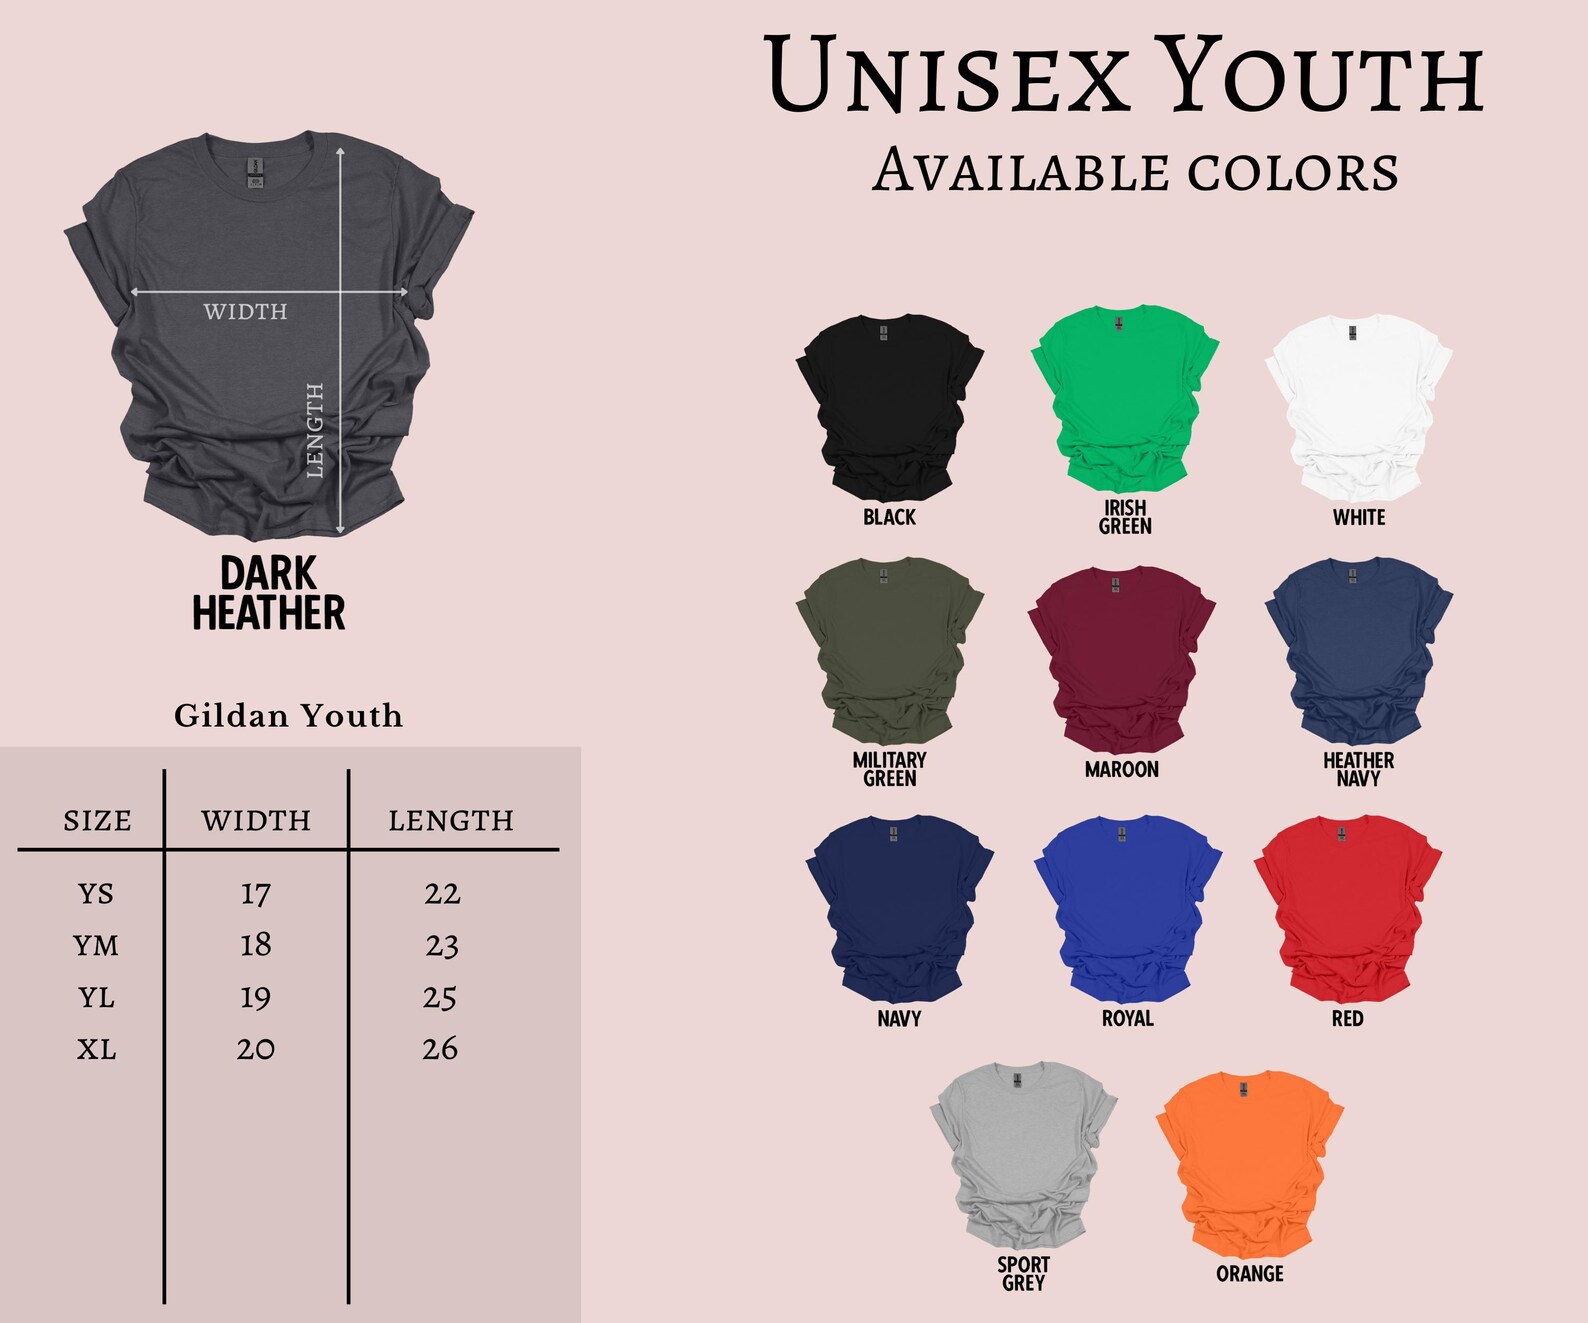 UNISEX YOUTH
AVAILABLE COLORS
WIDTH
LENGTH
DARK
HEATHER
Gildan Youth
SIZE WIDTH LENGTH
YS 17 22
YM 18 23
YL 19 25
XL 20 26
BLACK
IRISH
GREEN
WHITE
MILITARY
GREEN
MAROON
HEATHER
NAVY
NAVY
ROYAL
RED
SPORT
GREY
ORANGE